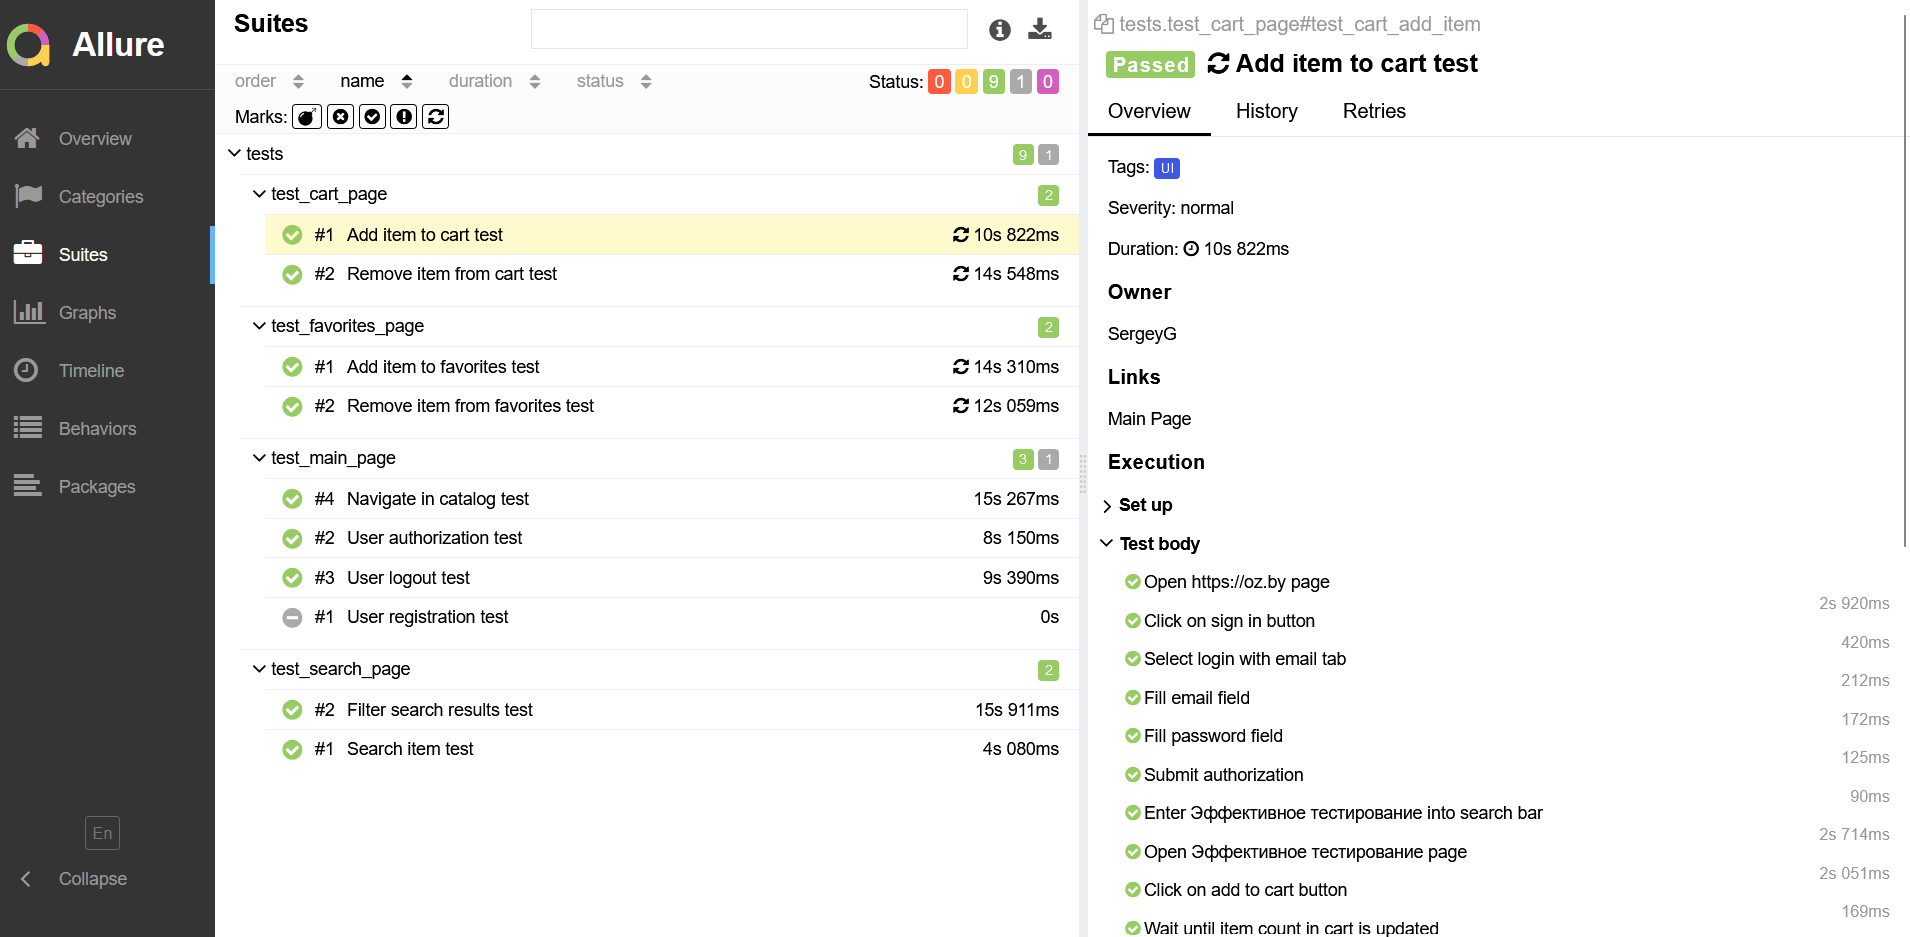 Allure
Overview
Categories
Suites
Graphs
Timeline
Behaviors
Packages
En
Collapse
Suites
order name duration status Status: 0 0 9 1 0
Marks:
tests 9 1
test_cart_page 2
#1 Add item to cart test 10s 822ms
#2 Remove item from cart test 14s 548ms
test_favorites_page 2
#1 Add item to favorites test 14s 310ms
#2 Remove item from favorites test 12s 059ms
test_main_page 3 1
#4 Navigate in catalog test 15s 267ms
#2 User authorization test 8s 150ms
#3 User logout test 9s 390ms
#1 User registration test 0s
test_search_page 2
#2 Filter search results test 15s 911ms
#1 Search item test 4s 080ms
tests.test_cart_page#test_cart_add_item
Passed Add item to cart test
Overview History Retries
Tags: UI
Severity: normal
Duration: 10s 822ms
Owner
SergeyG
Links
Main Page
Execution
Set up
Test body
Open https://oz.by page
2s 920ms
Click on sign in button
420ms
Select login with email tab
212ms
Fill email field
172ms
Fill password field
125ms
Submit authorization
90ms
Enter Эффективное тестирование into search bar
2s 714ms
Open Эффективное тестирование page
2s 051ms
Click on add to cart button
169ms
Wait until item count in cart is updated